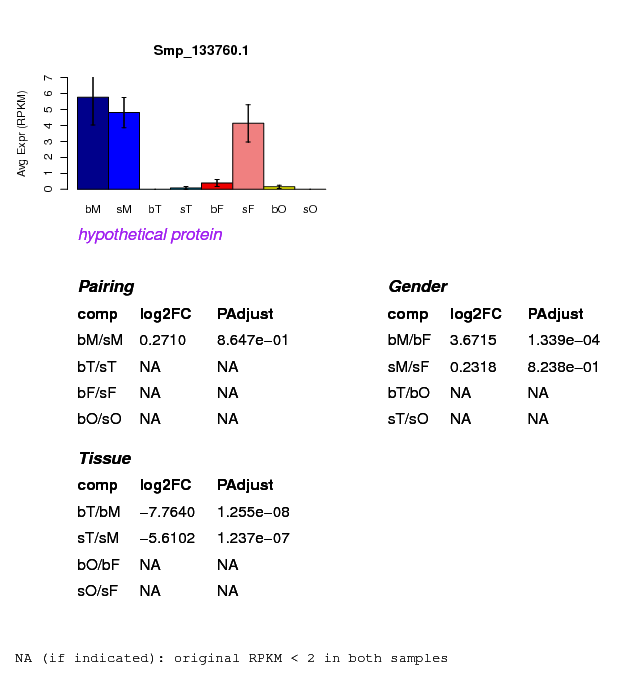 Smp_133760.1
Avg Expr (RPKM)
7
6
5
4
3
2
1
0
bM sM bT sT bF sF bO sO
hypothetical protein
Pairing
comp log2FC PAdjust
bM/sM 0.2710 8.647e−01
bT/sT NA NA
bF/sF NA NA
bO/sO NA NA
Gender
comp log2FC PAdjust
bM/bF 3.6715 1.339e−04
sM/sF 0.2318 8.238e−01
bT/bO NA NA
sT/sO NA NA
Tissue
comp log2FC PAdjust
bT/bM −7.7640 1.255e−08
sT/sM −5.6102 1.237e−07
bO/bF NA NA
sO/sF NA NA
NA (if indicated): original RPKM < 2 in both samples